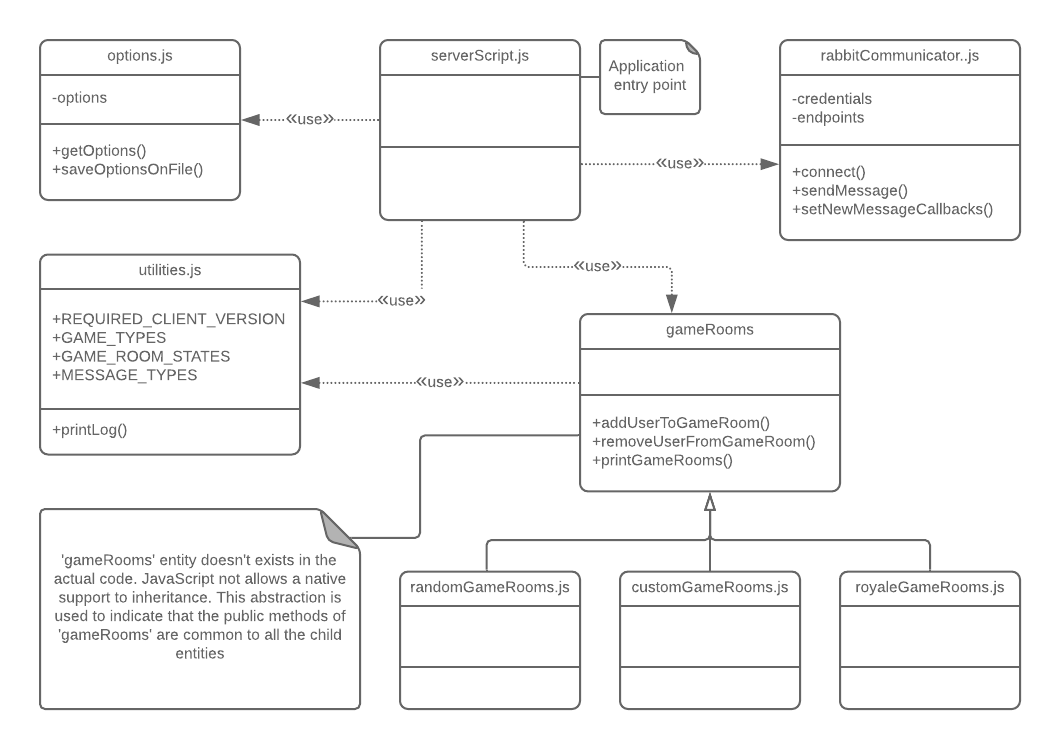 options.js
-options
+getOptions()
+saveOptionsOnFile()
«use»
serverScript.js
Application
entry point
«use»
rabbitCommunicator..js
-credentials
-endpoints
+connect()
+sendMessage()
+setNewMessageCallbacks()
utilities.js
+REQUIRED_CLIENT_VERSION
+GAME_TYPES
+GAME_ROOM_STATES
+MESSAGE_TYPES
+printLog()
«use»
«use»
«use»
gameRooms
+addUserToGameRoom()
+removeUserFromGameRoom()
+printGameRooms()
'gameRooms' entity doesn't exists in the
actual code. JavaScript not allows a native
support to inheritance. This abstraction is
used to indicate that the public methods of
'gameRooms' are common to all the child
entities
randomGameRooms.js
customGameRooms.js
royaleGameRooms.js